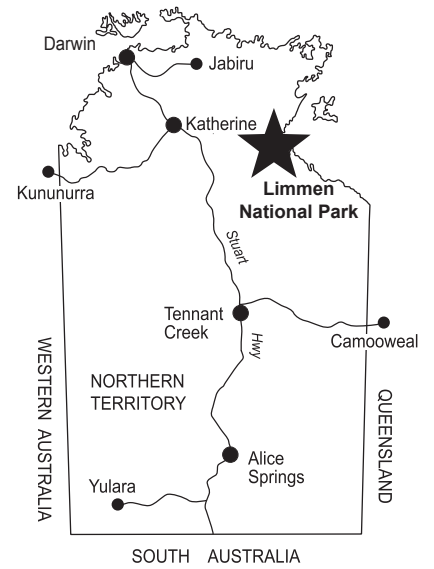 Darwin
Jabiru
Katherine
Kununurra
Limmen
National Park
Stuart
Tennant
Creek
Hwy
Camooweal
WESTERN AUSTRALIA
NORTHERN
TERRITORY
QUEENSLAND
Alice
Springs
Yulara
SOUTH AUSTRALIA